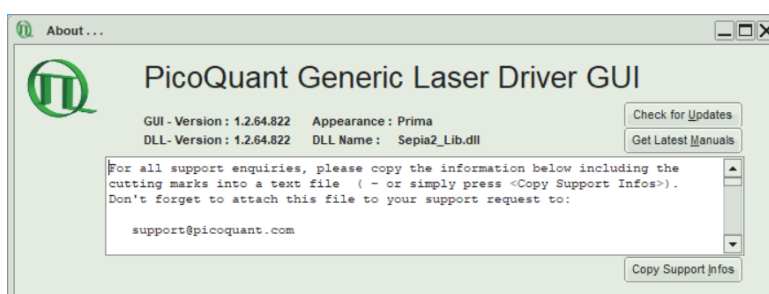 About...
PicoQuant Generic Laser Driver GUI
GUI - Version : 1.2.64.822 Appearance : Prima
DLL- Version : 1.2.64.822 DLL Name : Sepia2_Lib.dll
Check for Updates
Get Latest Manuals
For all support enquiries, please copy the information below including the
cutting marks into a text file ( - or simply press <Copy Support Infos>).
Don't forget to attach this file to your support request to:
support@picoquant.com
Copy Support Infos